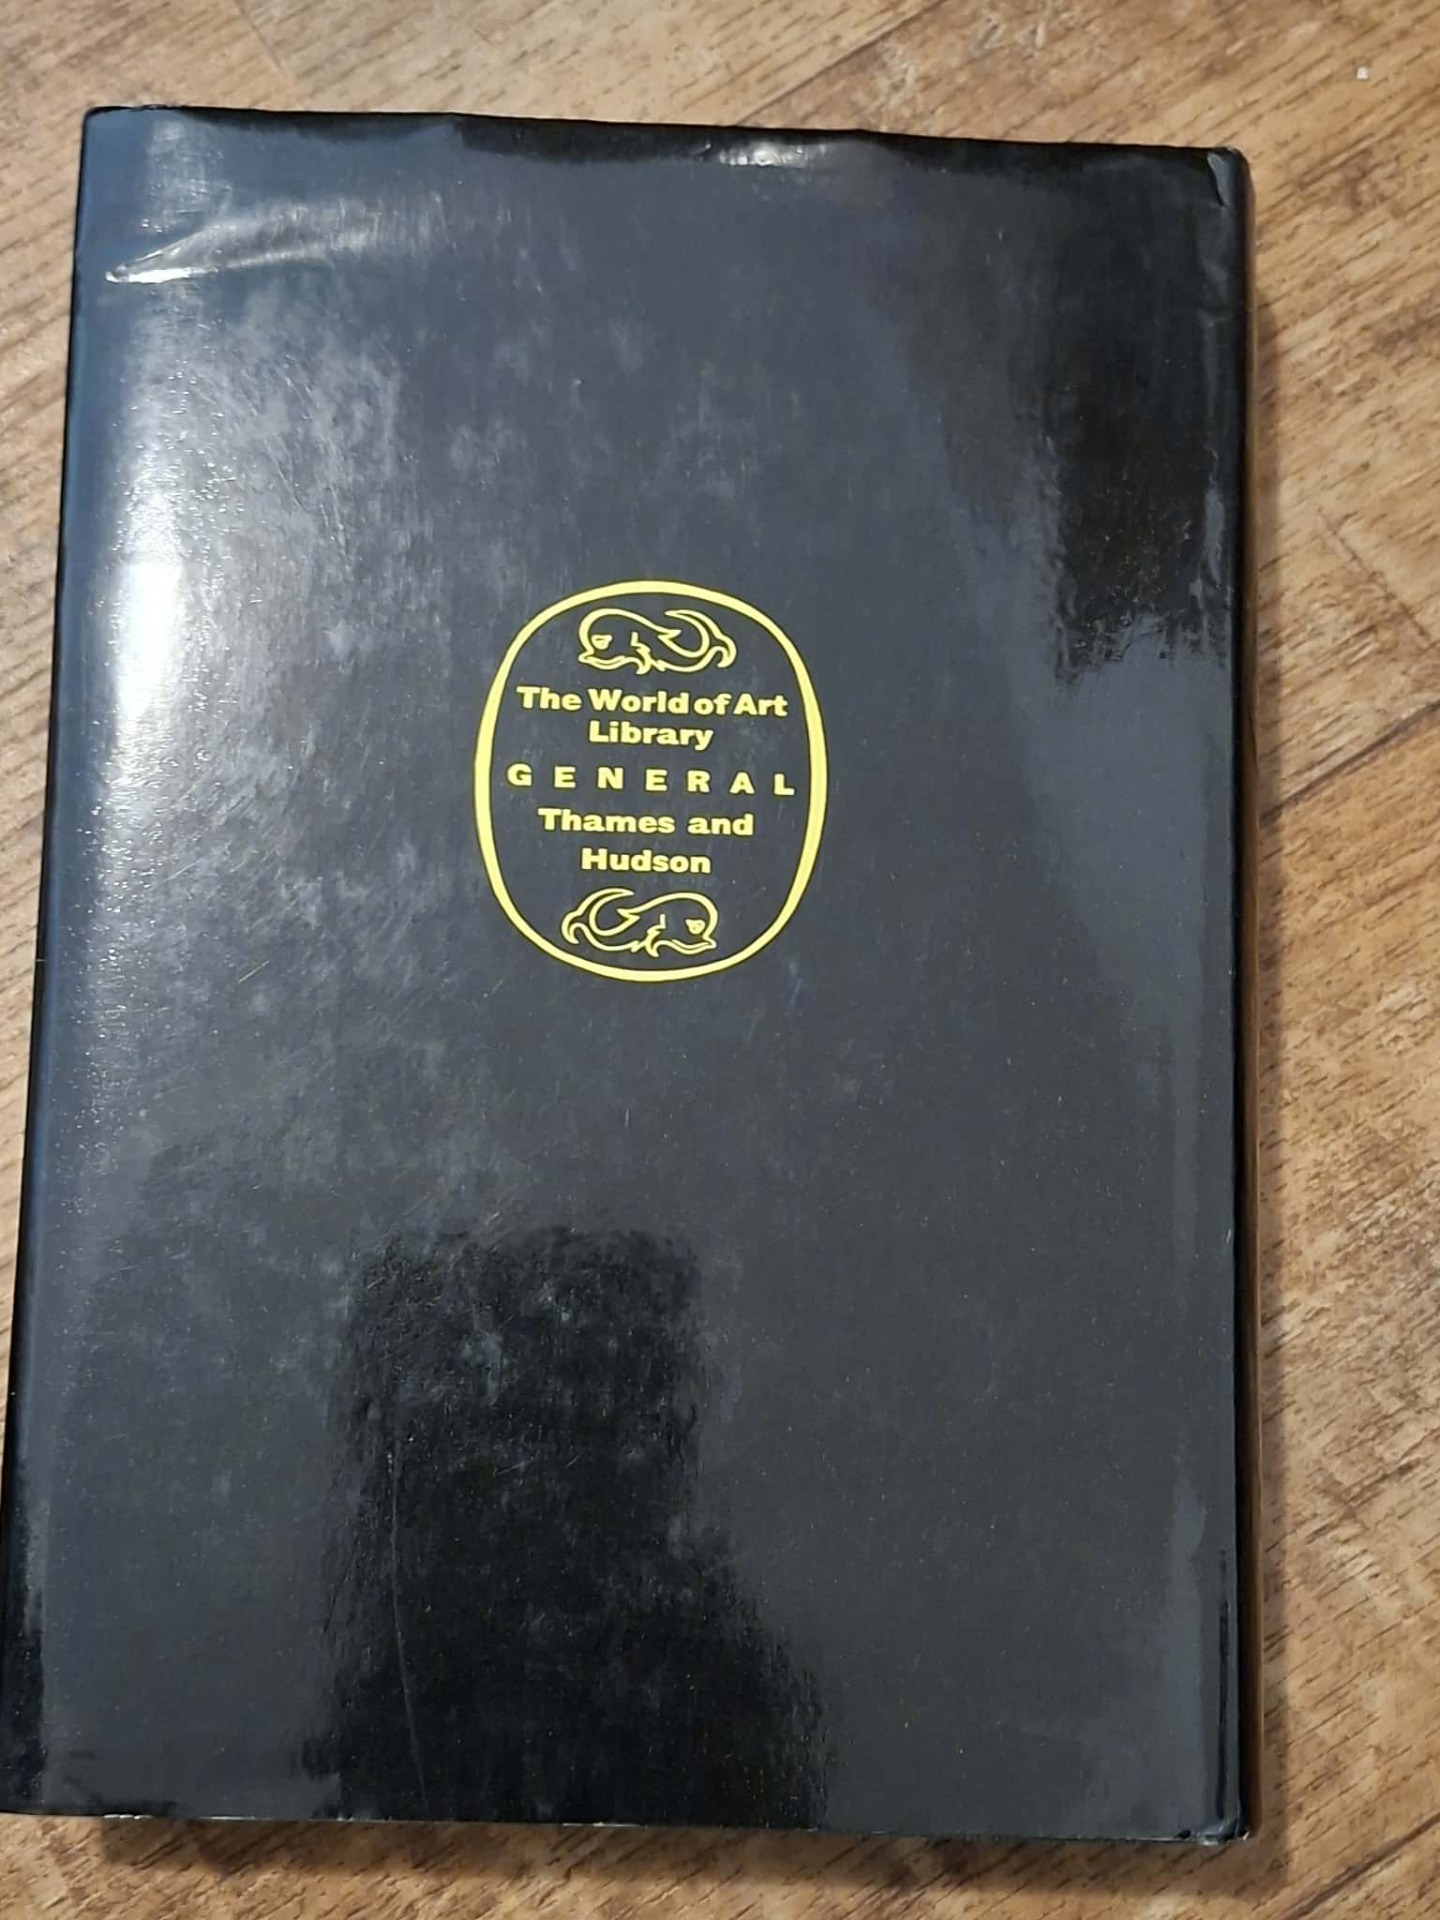 The World of Art
Library
GENERAL
Thames and
Hudson